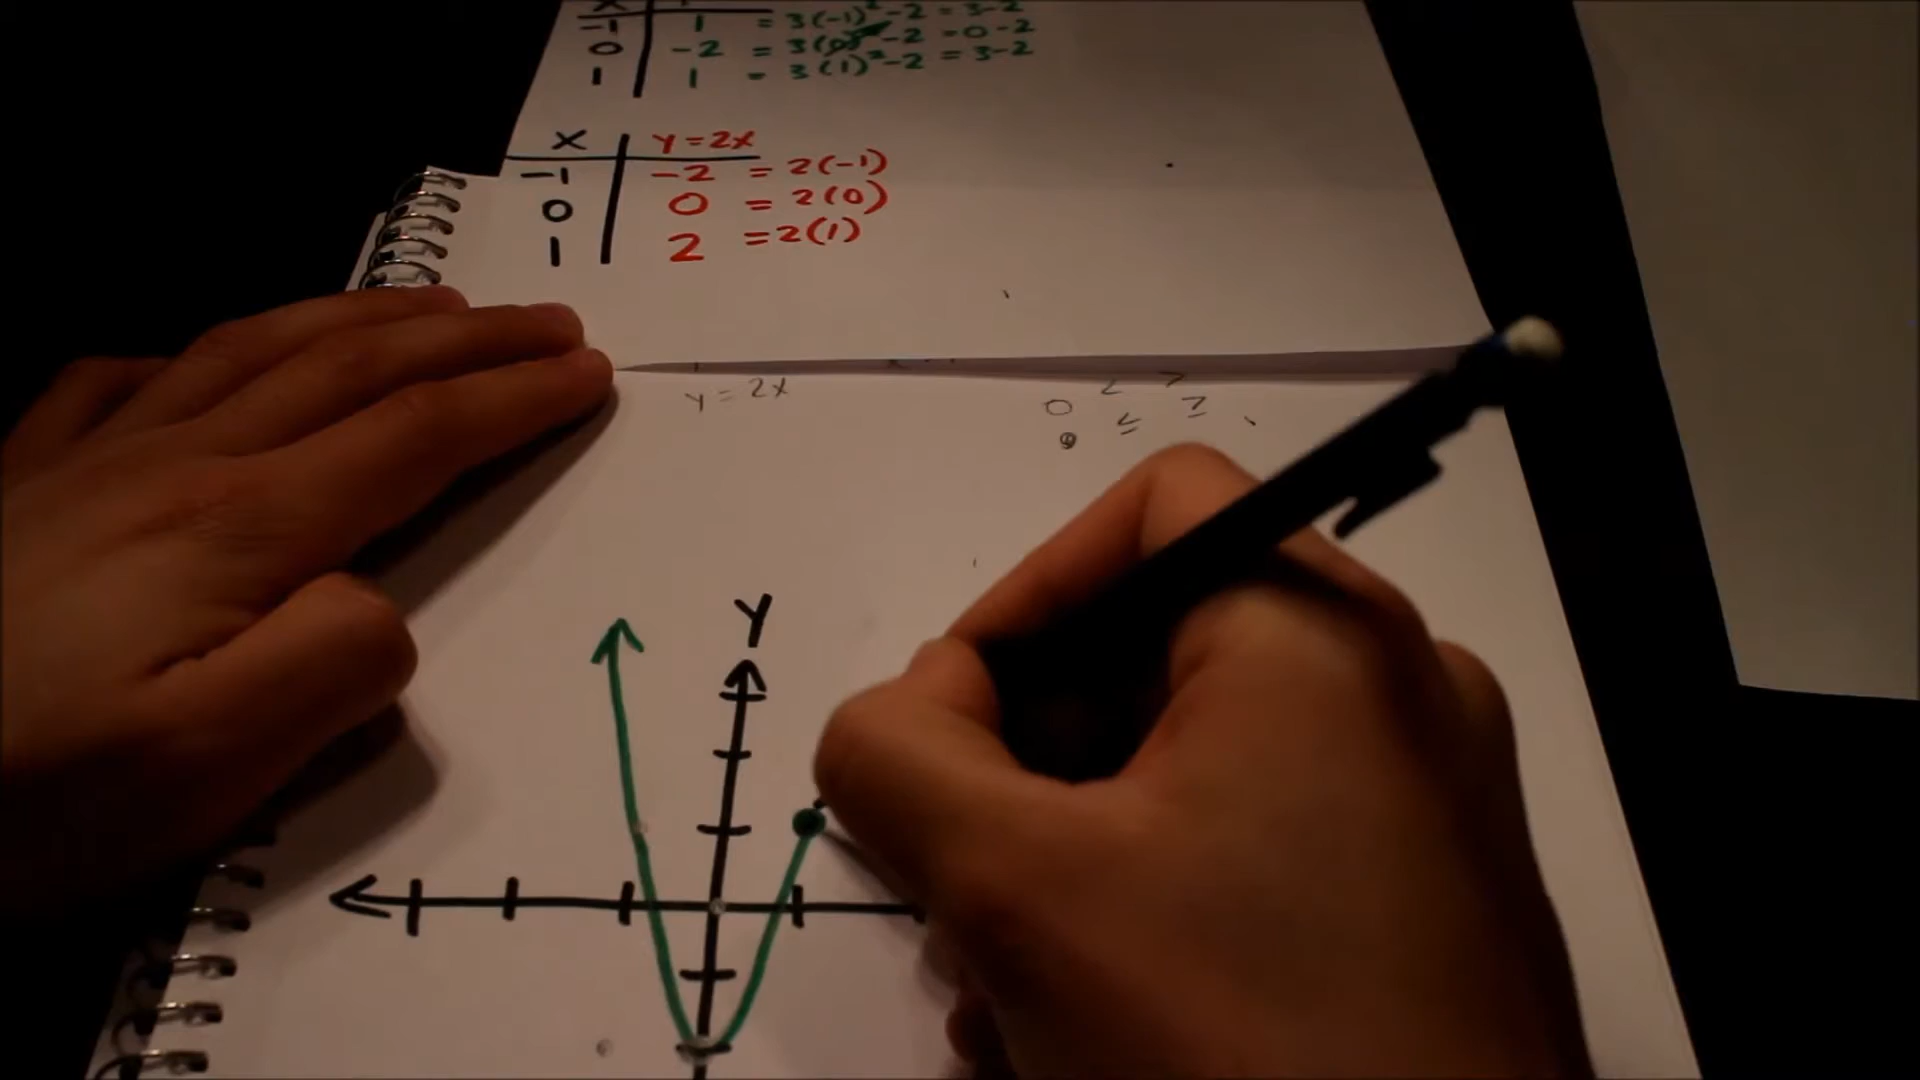 -1 1 = 3(-1)² -2 = 3-2
0 -2 = 3(0)² -2 = 0-2
1 1 = 3(1)² -2 = 3-2
X Y = 2X
-1 -2 = 2(-1)
0 0 = 2(0)
1 2 = 2(1)
Y = 2X
O < >
≤ ≥
Y